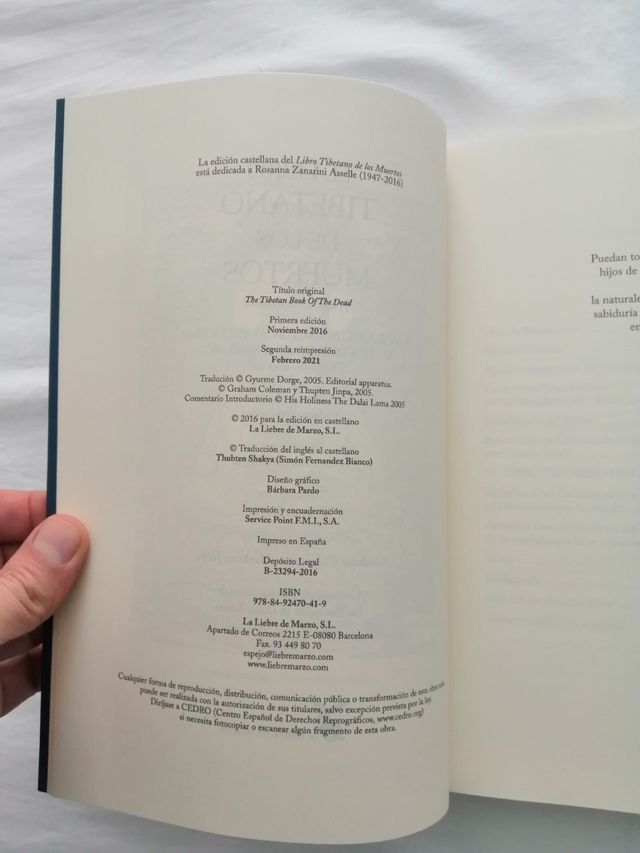 La edición castellana del Libro Tibetano de los Muertos
está dedicada a Rosanna Zanarini Asselle (1947-2016)
Título original
The Tibetan Book Of The Dead
Primera edición
Noviembre 2016
Segunda reimpresión
Febrero 2021
Tradución © Gyurme Dorge, 2005. Editorial apparatus.
© Graham Coleman y Thupten Jinpa, 2005.
Comentario Introductorio © His Holiness The Dalai Lama 2005
© 2016 para la edición en castellano
La Liebre de Marzo, S.L.
© Traducción del inglés al castellano
Thubten Shakya (Simón Fernandez Bianco)
Diseño gráfico
Bárbara Pardo
Impresión y encuadernación
Service Point F.M.I., S.A.
Impreso en España
Depósito Legal
B-23294-2016
ISBN
978-84-92470-41-9
La Liebre de Marzo, S.L.
Apartado de Correos 2215 E-08080 Barcelona
Fax. 93 449 80 70
espejo@liebremarzo.com
www.liebremarzo.com
Cualquier forma de reproducción, distribución, comunicación pública o transformación de esta obra
puede ser realizada con la autorización de sus titulares, salvo excepción prevista por la ley.
Diríjase a CEDRO (Centro Español de Derechos Reprográficos, www.cedro.org)
si necesita fotocopiar o escanear algún fragmento de esta obra.
Puedan to
hijos de
la naturale
sabiduría
en